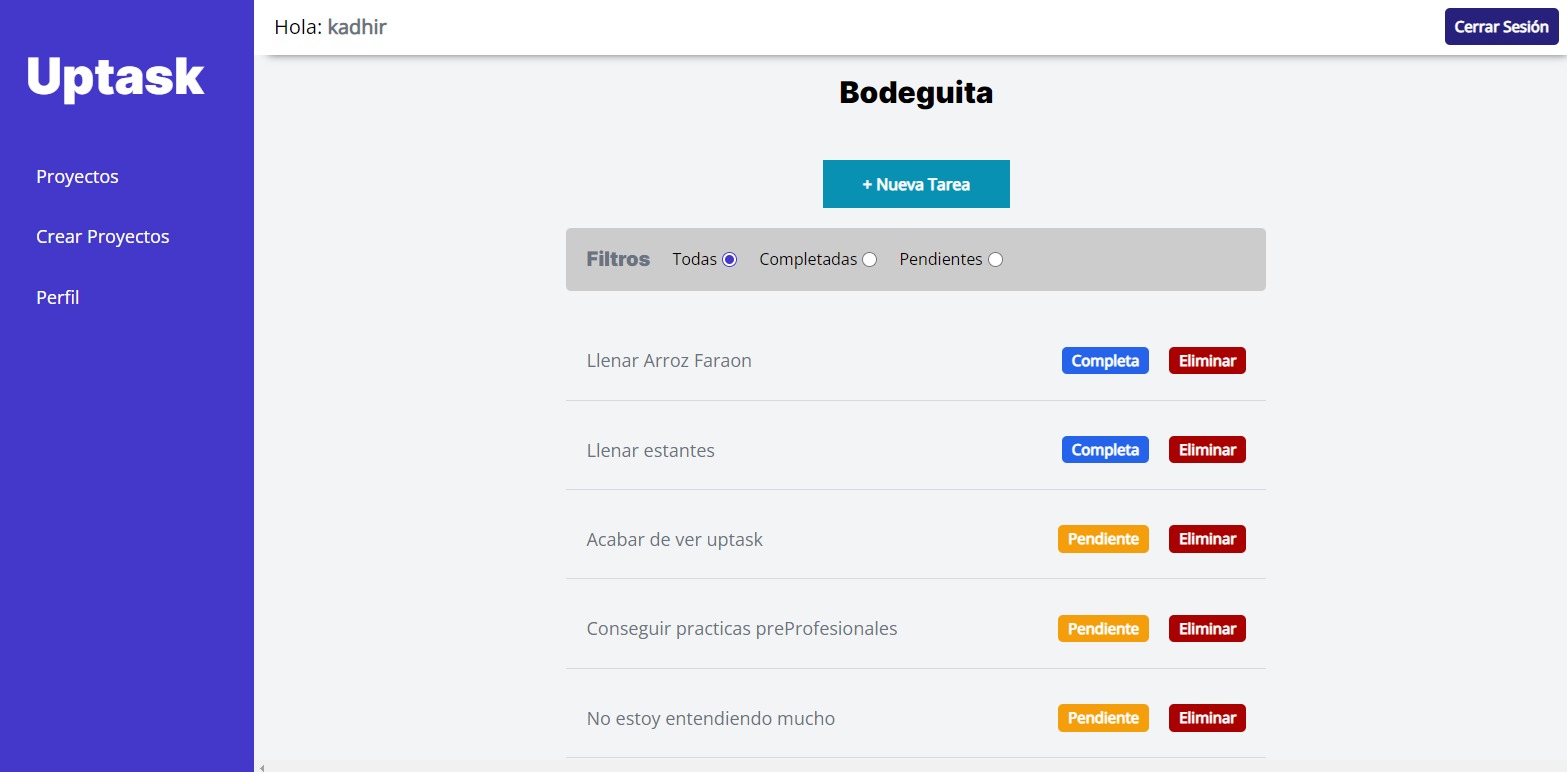 Uptask
Proyectos
Crear Proyectos
Perfil
Hola: kadhir
Cerrar Sesión
Bodeguita
+ Nueva Tarea
Filtros Todas Completadas Pendientes
Llenar Arroz Faraon Completa Eliminar
Llenar estantes Completa Eliminar
Acabar de ver uptask Pendiente Eliminar
Conseguir practicas preProfesionales Pendiente Eliminar
No estoy entendiendo mucho Pendiente Eliminar